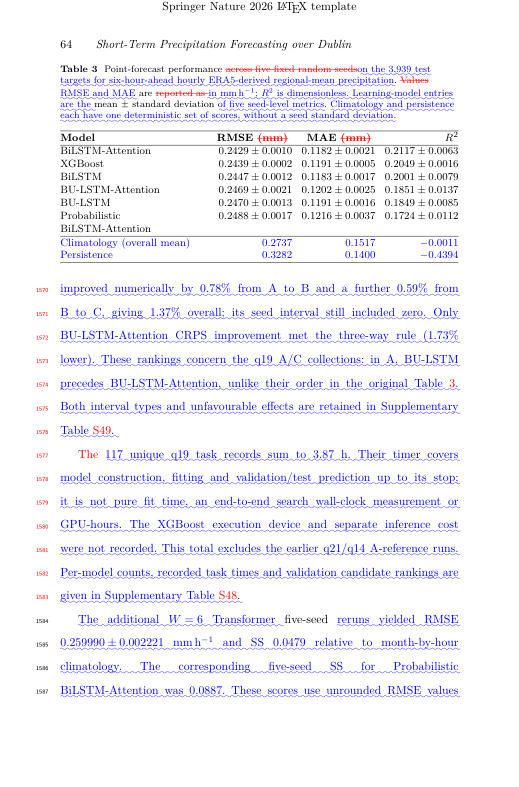 Springer Nature 2026 LATEX template
64 Short-Term Precipitation Forecasting over Dublin
Table 3 Point-forecast performance across five fixed random seedson the 3,939 test
targets for six-hour-ahead hourly ERA5-derived regional-mean precipitation. Values
RMSE and MAE are reported as in mm h⁻¹; R² is dimensionless. Learning-model entries
are the mean ± standard deviation of five seed-level metrics. Climatology and persistence
each have one deterministic set of scores, without a seed standard deviation.
Model RMSE (mm) MAE (mm) R²
BiLSTM-Attention 0.2429 ± 0.0010 0.1182 ± 0.0021 0.2117 ± 0.0063
XGBoost 0.2439 ± 0.0002 0.1191 ± 0.0005 0.2049 ± 0.0016
BiLSTM 0.2447 ± 0.0012 0.1183 ± 0.0017 0.2001 ± 0.0079
BU-LSTM-Attention 0.2469 ± 0.0021 0.1202 ± 0.0025 0.1851 ± 0.0137
BU-LSTM 0.2470 ± 0.0013 0.1191 ± 0.0016 0.1849 ± 0.0085
Probabilistic 0.2488 ± 0.0017 0.1216 ± 0.0037 0.1724 ± 0.0112
BiLSTM-Attention
Climatology (overall mean) 0.2737 0.1517 −0.0011
Persistence 0.3282 0.1400 −0.4394
1570 improved numerically by 0.78% from A to B and a further 0.59% from
1571 B to C, giving 1.37% overall; its seed interval still included zero. Only
1572 BU-LSTM-Attention CRPS improvement met the three-way rule (1.73%
1573 lower). These rankings concern the q19 A/C collections: in A, BU-LSTM
1574 precedes BU-LSTM-Attention, unlike their order in the original Table 3.
1575 Both interval types and unfavourable effects are retained in Supplementary
1576 Table S49.
1577 The 117 unique q19 task records sum to 3.87 h. Their timer covers
1578 model construction, fitting and validation/test prediction up to its stop;
1579 it is not pure fit time, an end-to-end search wall-clock measurement or
1580 GPU-hours. The XGBoost execution device and separate inference cost
1581 were not recorded. This total excludes the earlier q21/q14 A-reference runs.
1582 Per-model counts, recorded task times and validation candidate rankings are
1583 given in Supplementary Table S48.
1584 The additional W = 6 Transformer five-seed reruns yielded RMSE
1585 0.259990 ± 0.002221 mm h⁻¹ and SS 0.0479 relative to month-by-hour
1586 climatology. The corresponding five-seed SS for Probabilistic
1587 BiLSTM-Attention was 0.0887. These scores use unrounded RMSE values